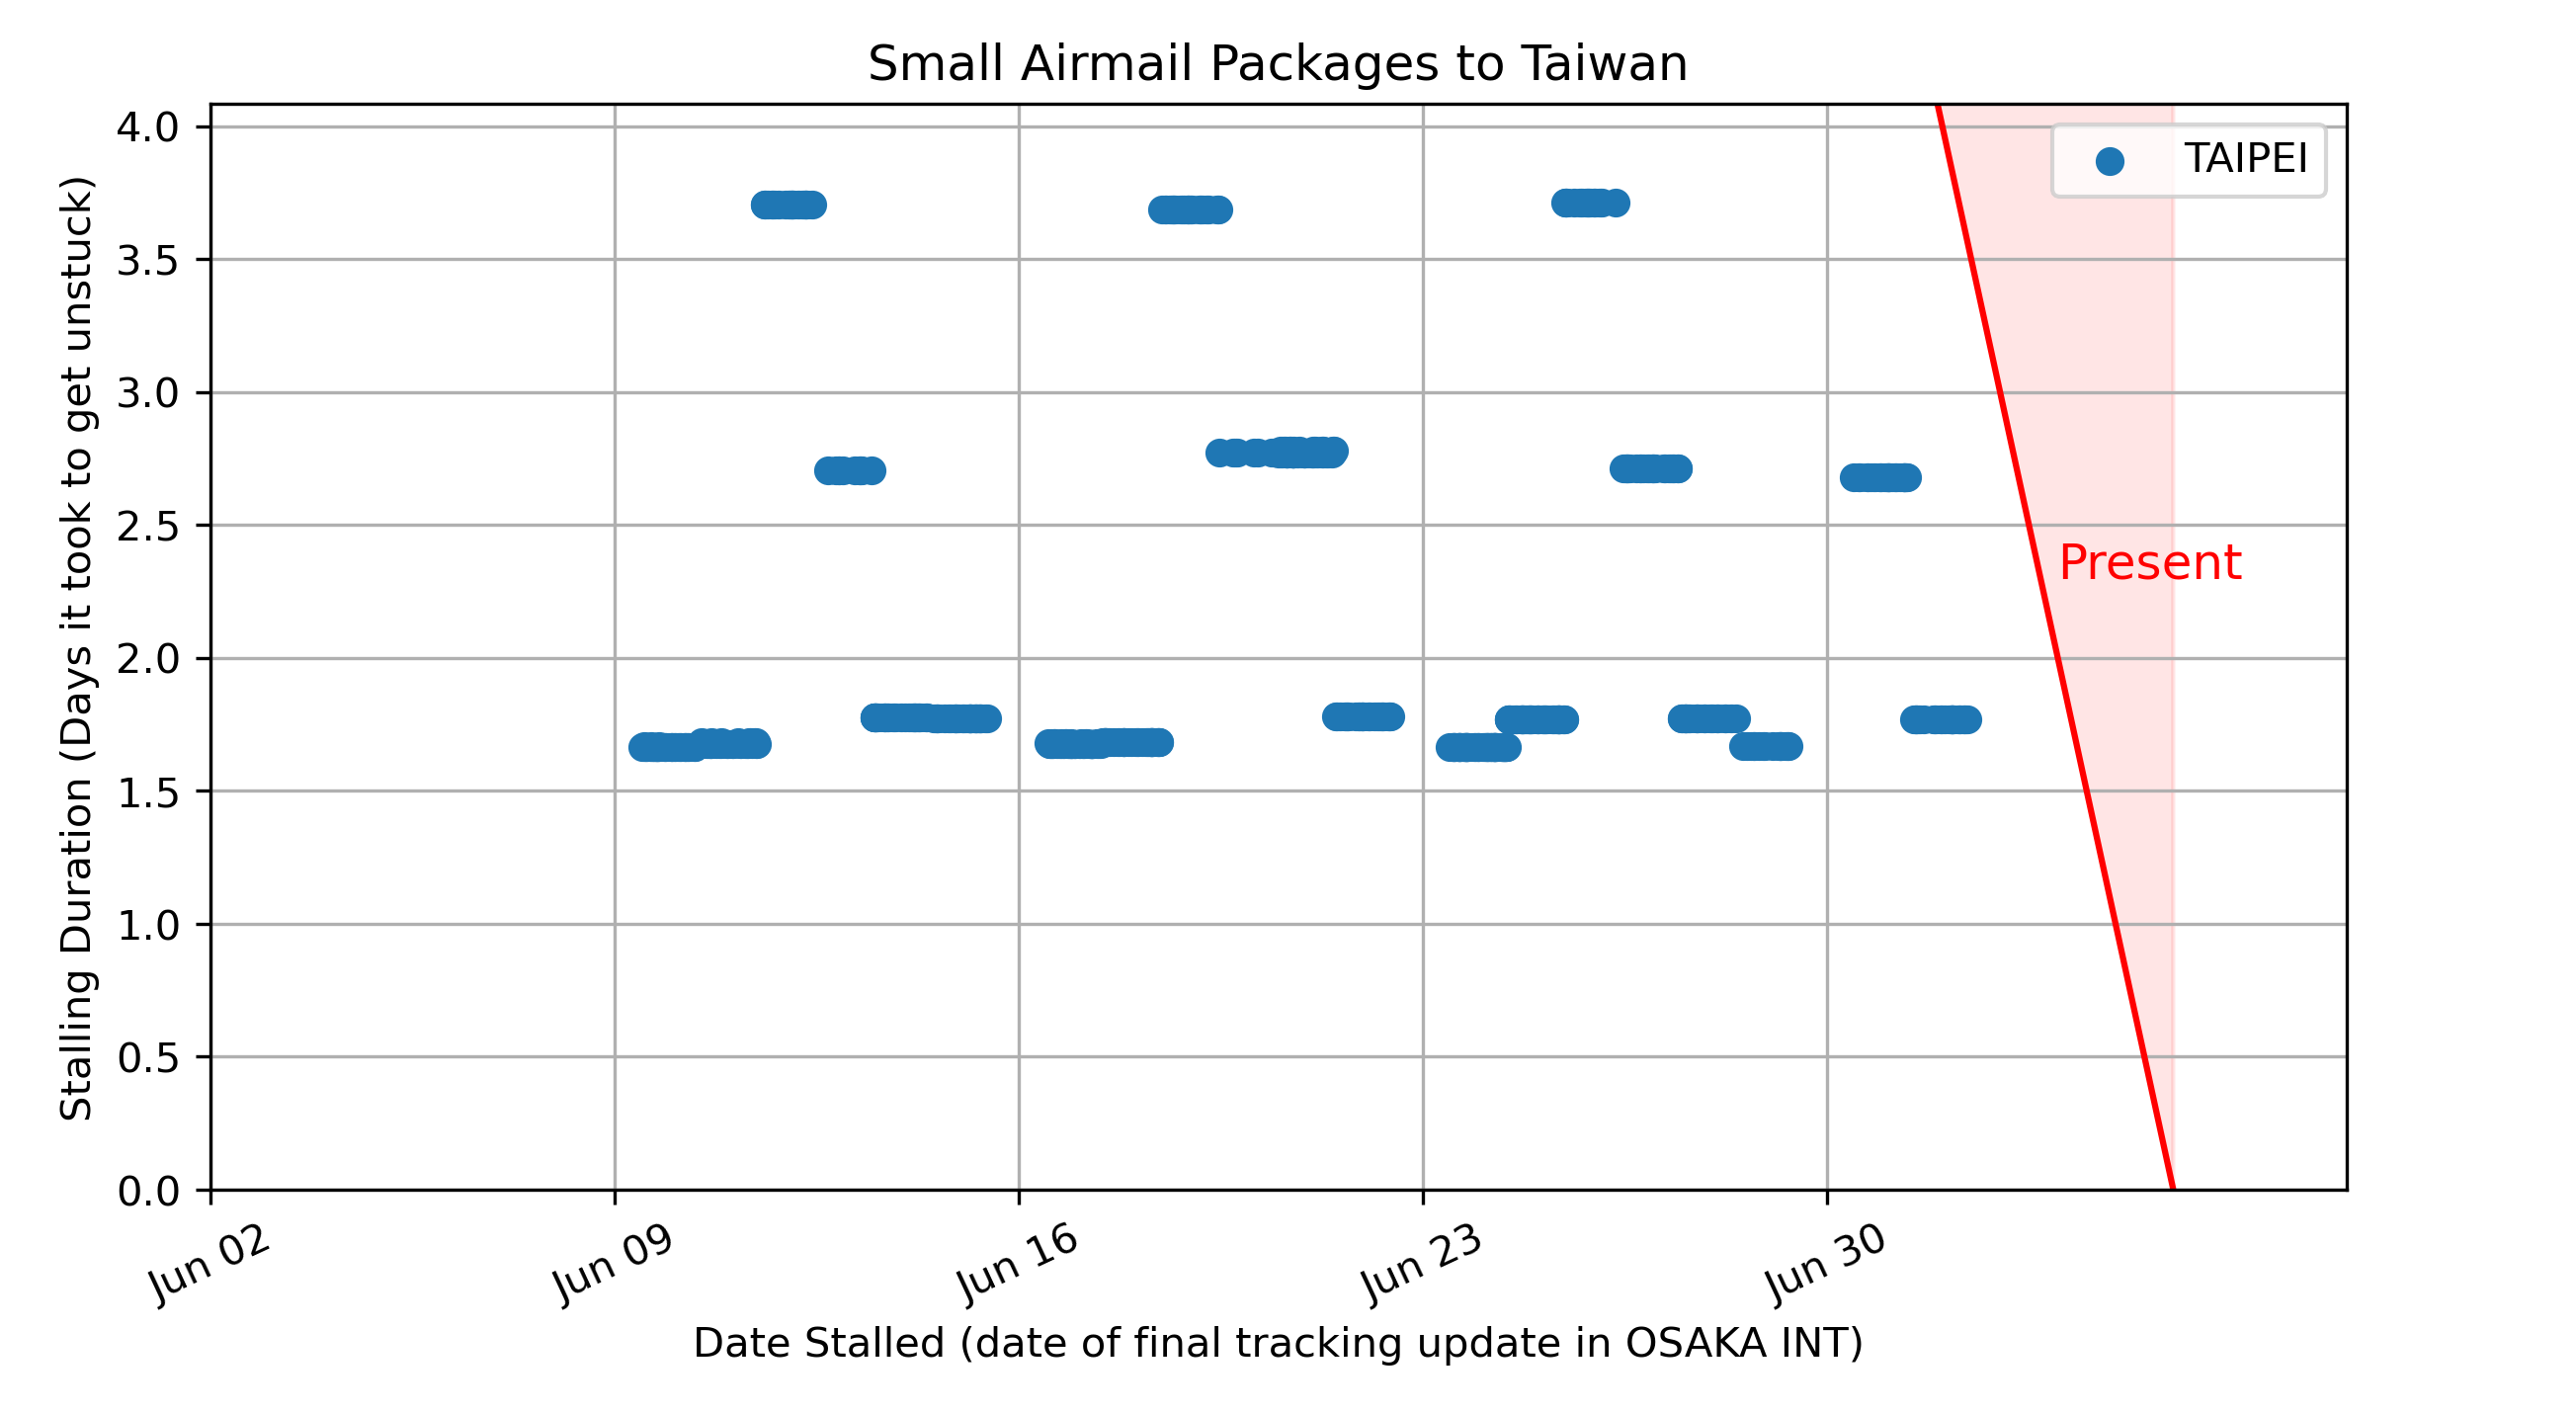 Small Airmail Packages to Taiwan
Stalling Duration (Days it took to get unstuck)
4.0
3.5
3.0
2.5
2.0
1.5
1.0
0.5
0.0
TAIPEI
Present
Jun 02
Jun 09
Jun 16
Jun 23
Jun 30
Date Stalled (date of final tracking update in OSAKA INT)